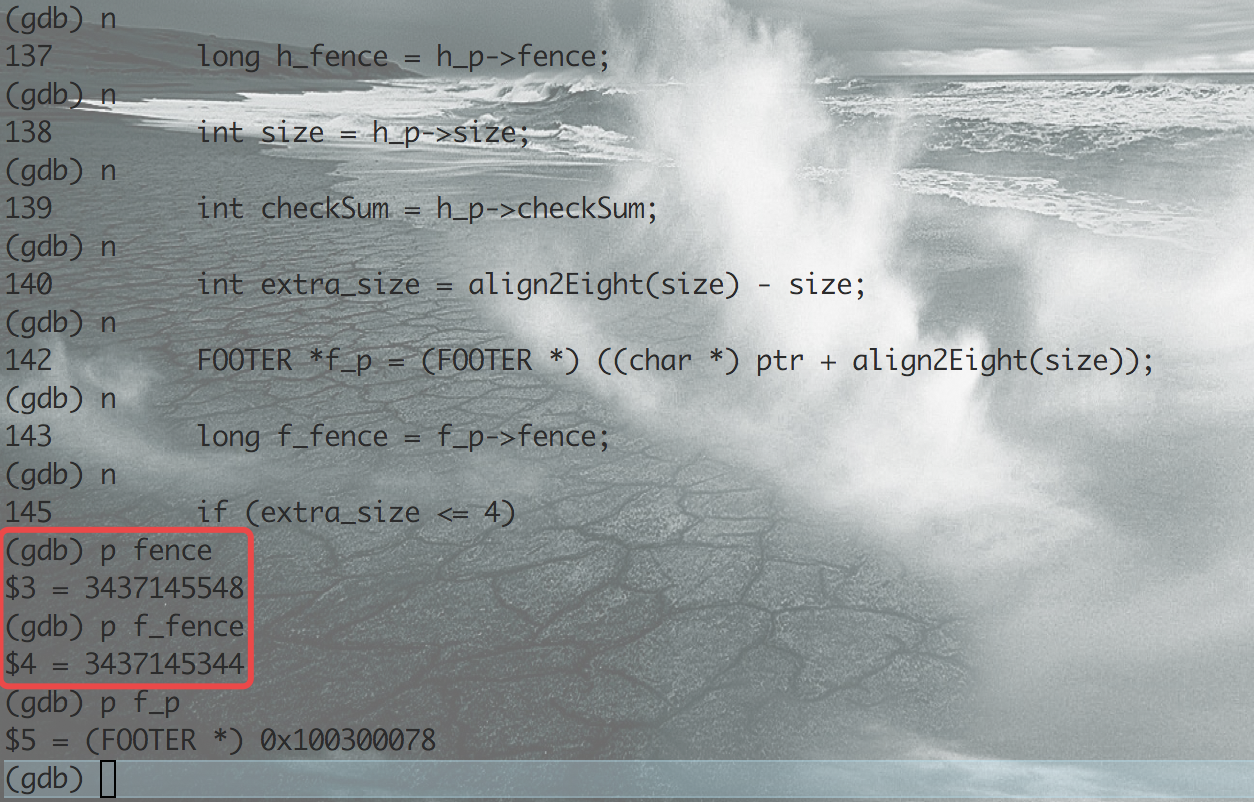 (gdb) n
137         long h_fence = h_p->fence;
(gdb) n
138         int size = h_p->size;
(gdb) n
139         int checkSum = h_p->checkSum;
(gdb) n
140         int extra_size = align2Eight(size) - size;
(gdb) n
142         FOOTER *f_p = (FOOTER *) ((char *) ptr + align2Eight(size));
(gdb) n
143         long f_fence = f_p->fence;
(gdb) n
145         if (extra_size <= 4)
(gdb) p fence
$3 = 3437145548
(gdb) p f_fence
$4 = 3437145344
(gdb) p f_p
$5 = (FOOTER *) 0x100300078
(gdb)